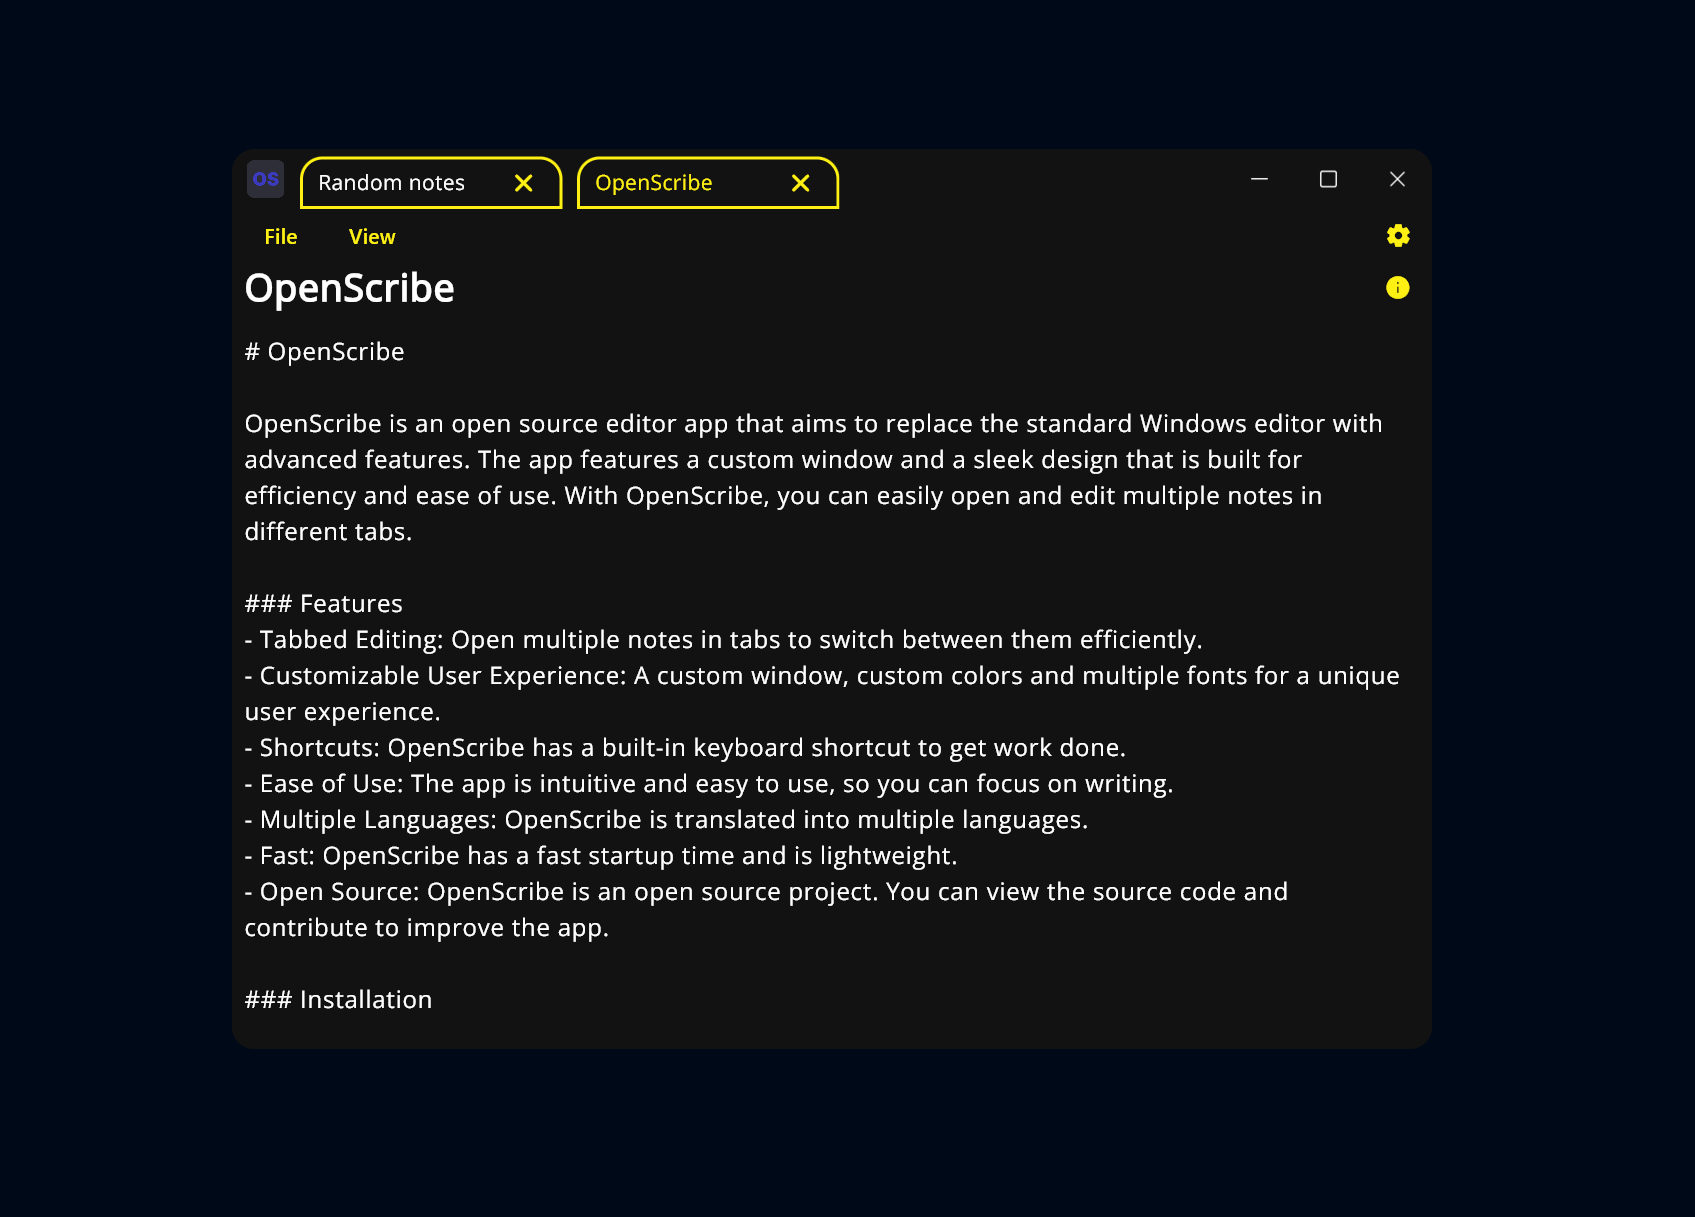 OS
Random notes
OpenScribe
File
View
OpenScribe
# OpenScribe
OpenScribe is an open source editor app that aims to replace the standard Windows editor with
advanced features. The app features a custom window and a sleek design that is built for
efficiency and ease of use. With OpenScribe, you can easily open and edit multiple notes in
different tabs.
### Features
- Tabbed Editing: Open multiple notes in tabs to switch between them efficiently.
- Customizable User Experience: A custom window, custom colors and multiple fonts for a unique
user experience.
- Shortcuts: OpenScribe has a built-in keyboard shortcut to get work done.
- Ease of Use: The app is intuitive and easy to use, so you can focus on writing.
- Multiple Languages: OpenScribe is translated into multiple languages.
- Fast: OpenScribe has a fast startup time and is lightweight.
- Open Source: OpenScribe is an open source project. You can view the source code and
contribute to improve the app.
### Installation